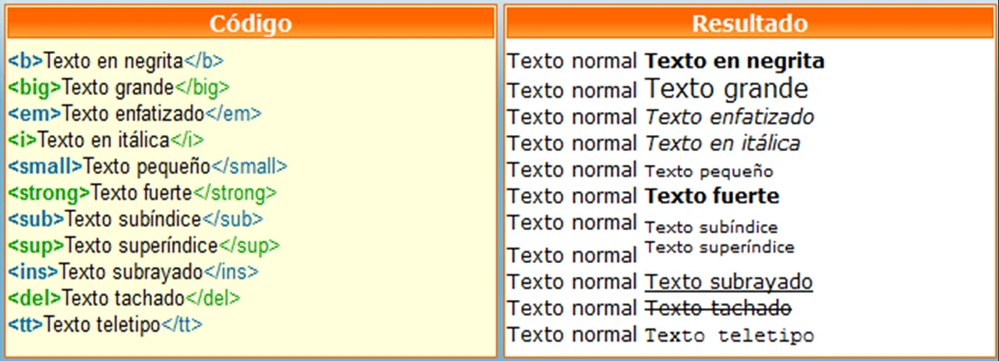 Código
<b>Texto en negrita</b>
<big>Texto grande</big>
<em>Texto enfatizado</em>
<i>Texto en itálica</i>
<small>Texto pequeño</small>
<strong>Texto fuerte</strong>
<sub>Texto subíndice</sub>
<sup>Texto superíndice</sup>
<ins>Texto subrayado</ins>
<del>Texto tachado</del>
<tt>Texto teletipo</tt>
Resultado
Texto normal Texto en negrita
Texto normal Texto grande
Texto normal Texto enfatizado
Texto normal Texto en itálica
Texto normal Texto pequeño
Texto normal Texto fuerte
Texto normal Texto subíndice
Texto normal Texto superíndice
Texto normal Texto subrayado
Texto normal Texto tachado
Texto normal Texto teletipo